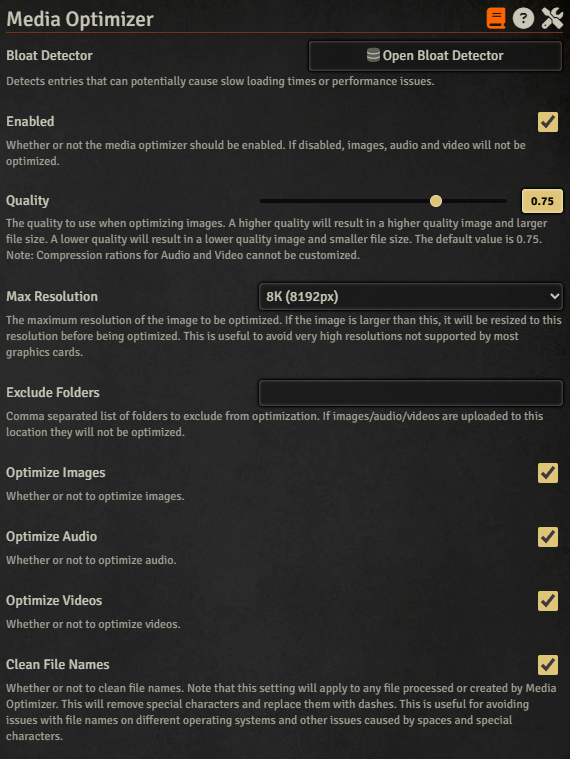 Media Optimizer
Bloat Detector
Open Bloat Detector
Detects entries that can potentially cause slow loading times or performance issues.
Enabled
Whether or not the media optimizer should be enabled. If disabled, images, audio and video will not be
optimized.
Quality
0.75
The quality to use when optimizing images. A higher quality will result in a higher quality image and larger
file size. A lower quality will result in a lower quality image and smaller file size. The default value is 0.75.
Note: Compression rations for Audio and Video cannot be customized.
Max Resolution
8K (8192px)
The maximum resolution of the image to be optimized. If the image is larger than this, it will be resized to this
resolution before being optimized. This is useful to avoid very high resolutions not supported by most
graphics cards.
Exclude Folders
Comma separated list of folders to exclude from optimization. If images/audio/videos are uploaded to this
location they will not be optimized.
Optimize Images
Whether or not to optimize images.
Optimize Audio
Whether or not to optimize audio.
Optimize Videos
Whether or not to optimize videos.
Clean File Names
Whether or not to clean file names. Note that this setting will apply to any file processed or created by Media
Optimizer. This will remove special characters and replace them with dashes. This is useful for avoiding
issues with file names on different operating systems and other issues caused by spaces and special
characters.